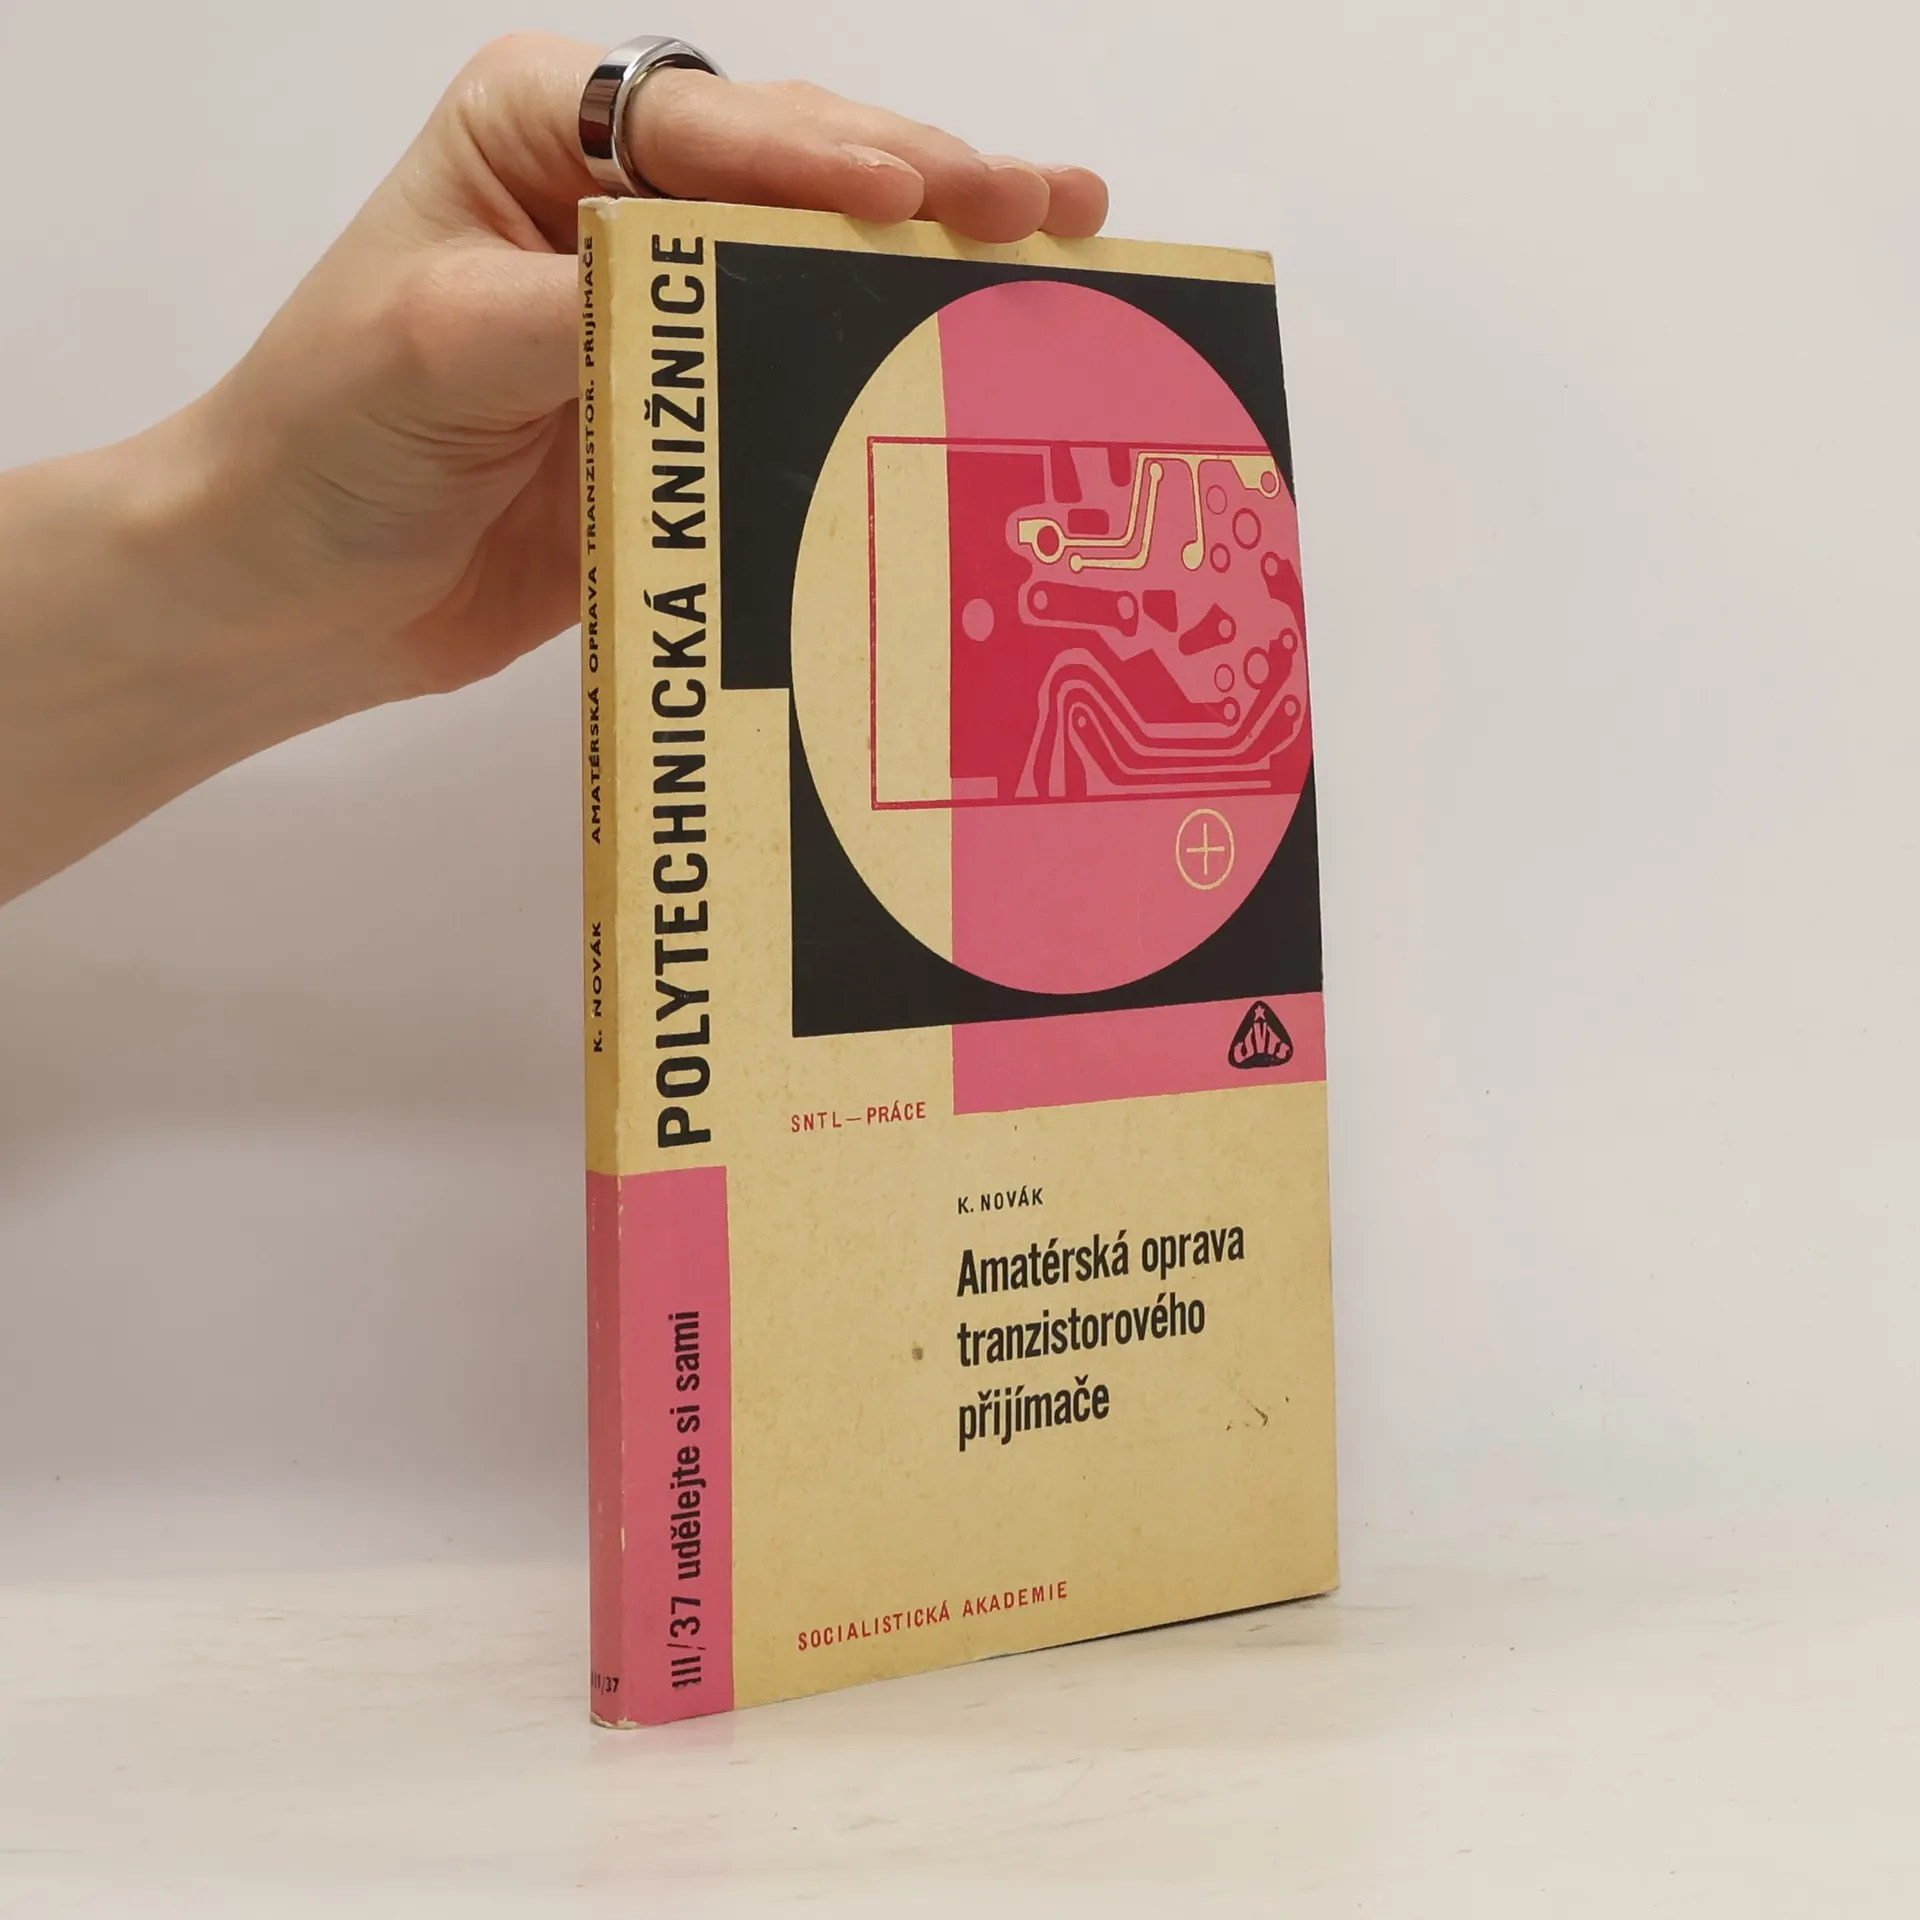 K. NOVÁK AMATÉRSKÁ OPRAVA TRANZISTOR. PŘIJÍMAČE
III/37
POLYTECHNICKÁ KNIŽNICE
III/37 udělejte si sami
ČSVTS
SNTL—PRÁCE
K. NOVÁK
Amatérská oprava
tranzistorového
přijímače
SOCIALISTICKÁ AKADEMIE